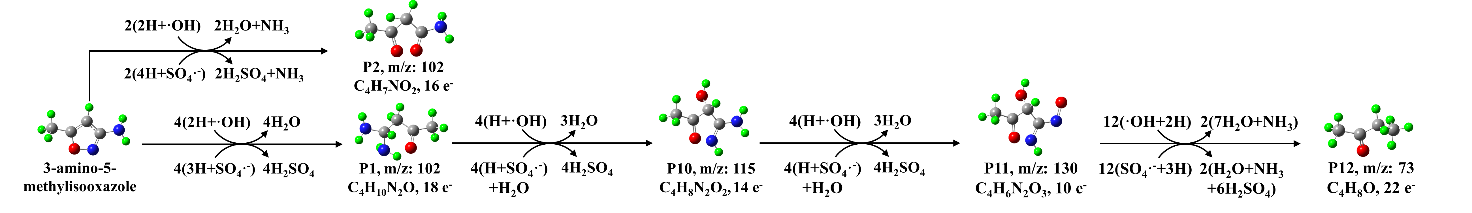 2(2H+·OH) 2H₂O+NH₃
2(4H+SO₄·⁻) 2H₂SO₄+NH₃
P2, m/z: 102
C₄H₇NO₂, 16 e⁻
3-amino-5-
methylisooxazole
4(2H+·OH) 4H₂O
4(3H+SO₄·⁻) 4H₂SO₄
P1, m/z: 102
C₄H₁₀N₂O, 18 e⁻
4(H+·OH) 3H₂O
4(H+SO₄·⁻) 4H₂SO₄
+H₂O
P10, m/z: 115
C₄H₈N₂O₂, 14 e⁻
4(H+·OH) 3H₂O
4(H+SO₄·⁻) 4H₂SO₄
+H₂O
P11, m/z: 130
C₄H₆N₂O₃, 10 e⁻
12(·OH+2H) 2(7H₂O+NH₃)
12(SO₄·⁻+3H) 2(H₂O+NH₃
+6H₂SO₄)
P12, m/z: 73
C₄H₈O, 22 e⁻